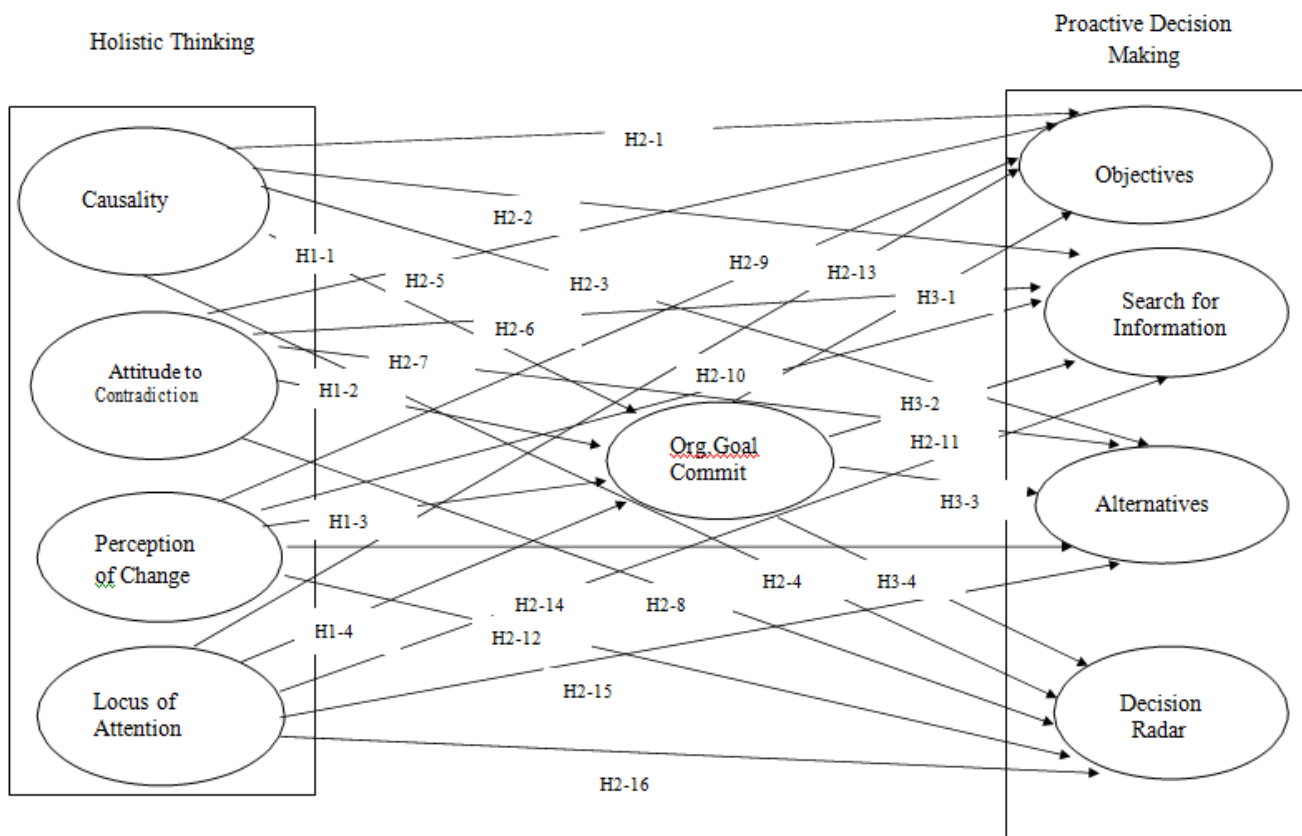 Holistic Thinking
Proactive Decision
Making
Causality
Attitude to
Contradiction
Perception
of Change
Locus of
Attention
Org.Goal
Commit
Objectives
Search for
Information
Alternatives
Decision
Radar
H2-1
H2-2
H1-1
H2-9
H2-13
H2-5
H2-3
H3-1
H2-6
H2-7
H1-2
H2-10
H3-2
H2-11
H3-3
H1-3
H2-4
H3-4
H2-14
H2-8
H1-4
H2-12
H2-15
H2-16